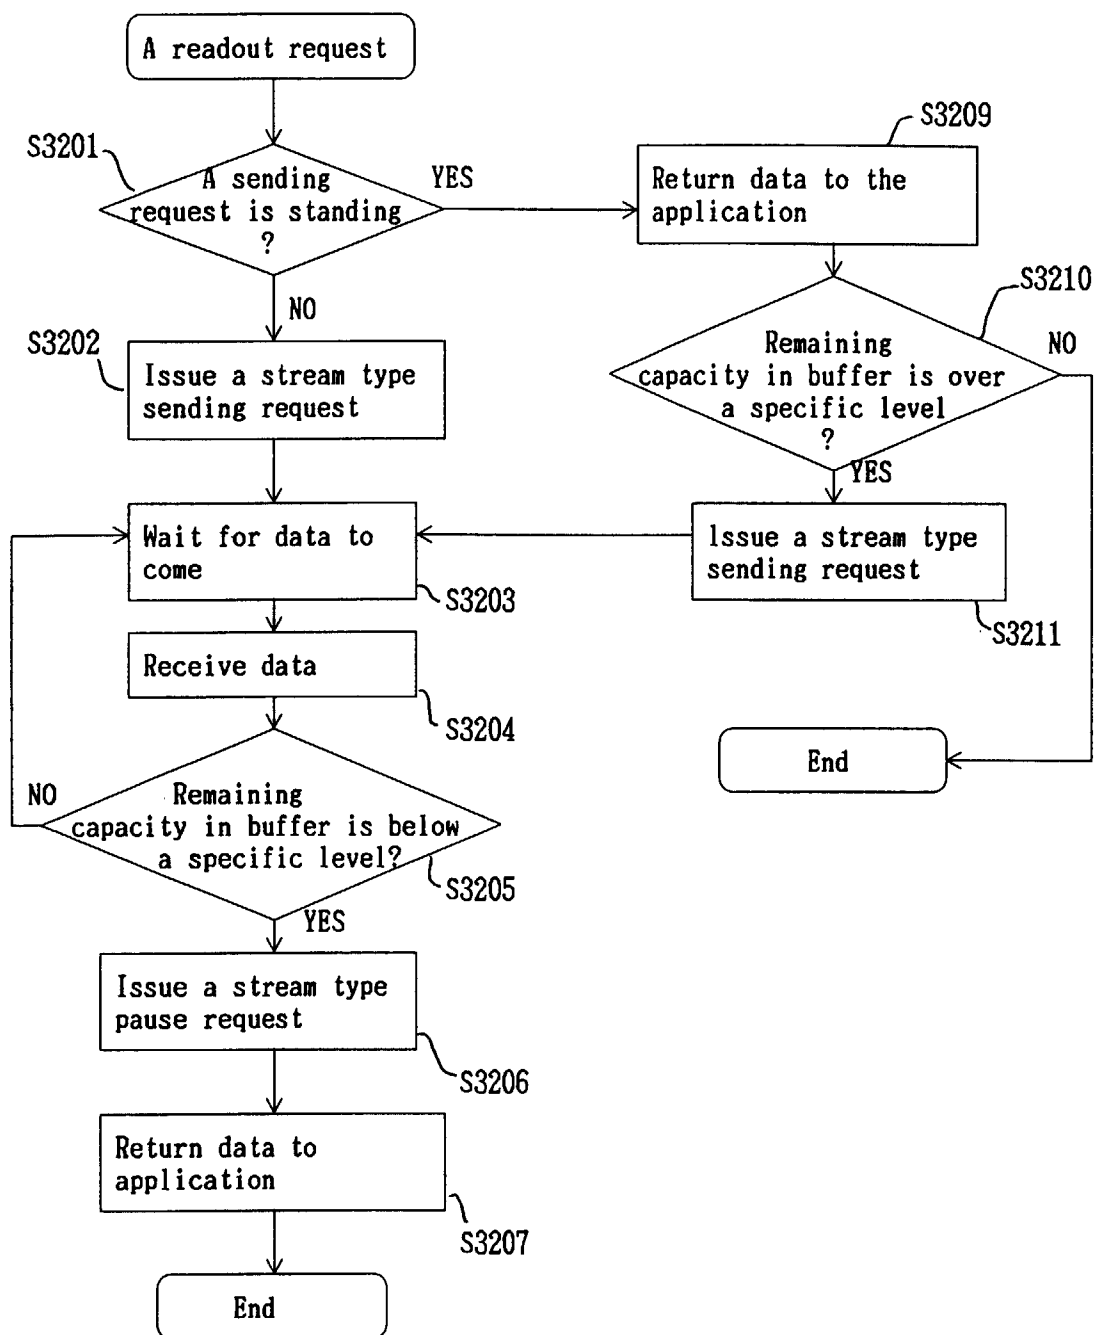 A readout request
S3201
A sending
request is standing
?
YES
NO
S3202
Issue a stream type
sending request
Wait for data to
come
S3203
Receive data
S3204
NO
Remaining
capacity in buffer is below
a specific level?
S3205
YES
Issue a stream type
pause request
S3206
Return data to
application
S3207
End
S3209
Return data to the
application
S3210
Remaining
capacity in buffer is over
a specific level
?
NO
YES
Issue a stream type
sending request
S3211
End